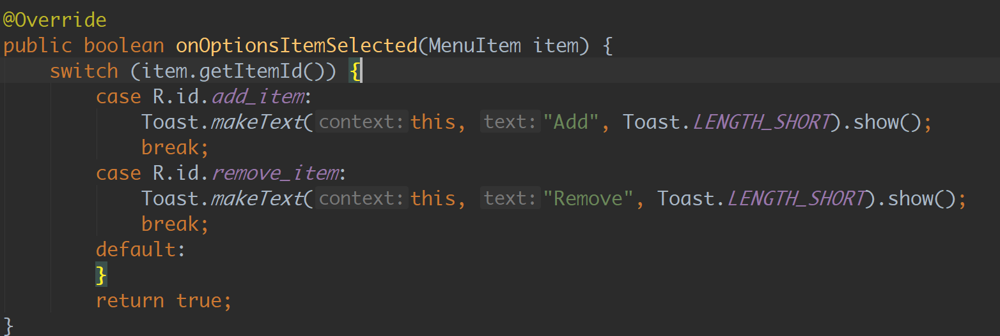 @Override
public boolean onOptionsItemSelected(MenuItem item) {
    switch (item.getItemId()) {
        case R.id.add_item:
            Toast.makeText( context: this, text: "Add", Toast.LENGTH_SHORT).show();
            break;
        case R.id.remove_item:
            Toast.makeText( context: this, text: "Remove", Toast.LENGTH_SHORT).show();
            break;
        default:
        }
        return true;
}